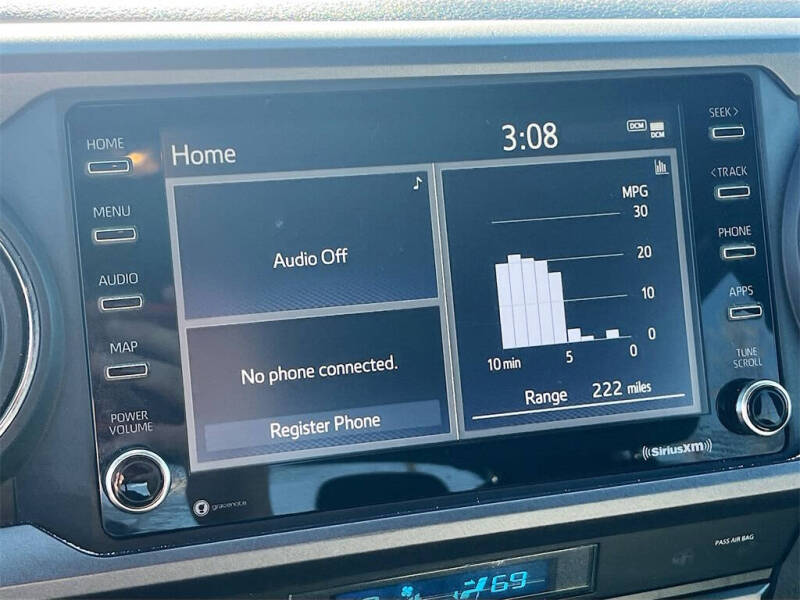 HOME
MENU
AUDIO
MAP
POWER
VOLUME
Home
3:08
DCM
DCM
Audio Off
No phone connected.
Register Phone
MPG
30
20
10
0
10 min
5
0
Range 222 miles
SEEK >
< TRACK
PHONE
APPS
TUNE
SCROLL
gracenote
((SiriusXM))
PASS AIR BAG
69